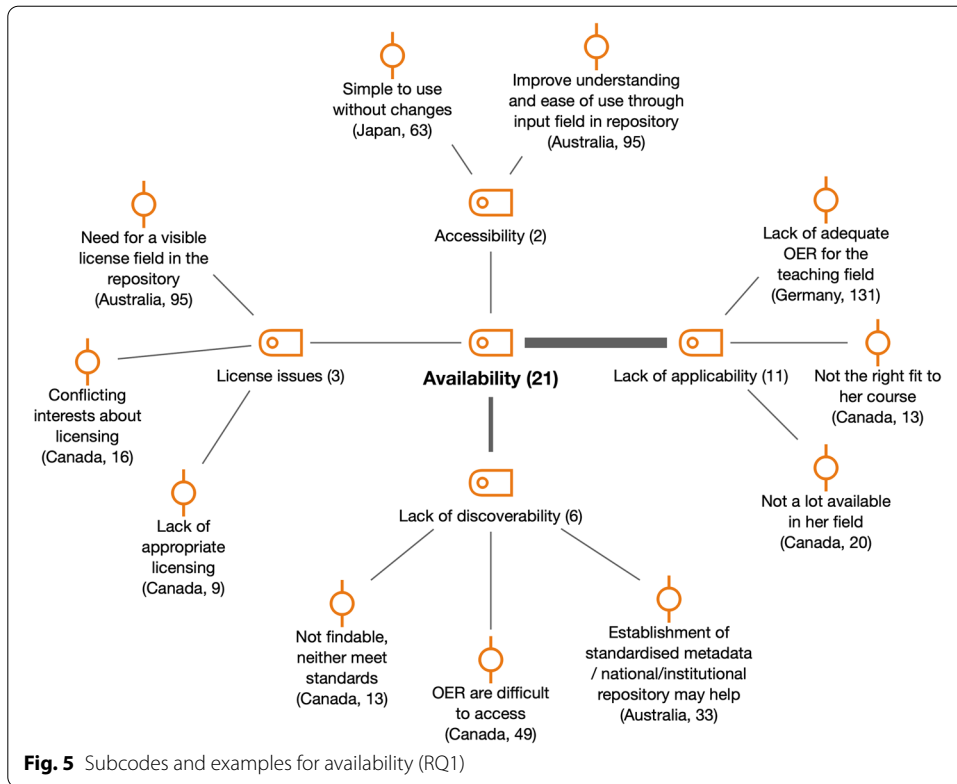 Simple to use
without changes
(Japan, 63)
Improve understanding
and ease of use through
input field in repository
(Australia, 95)
Accessibility (2)
Need for a visible
license field in the
repository
(Australia, 95)
Lack of adequate
OER for the
teaching field
(Germany, 131)
License issues (3)
Availability (21)
Lack of applicability (11)
Conflicting
interests about
licensing
(Canada, 16)
Not the right fit to
her course
(Canada, 13)
Lack of discoverability (6)
Lack of
appropriate
licensing
(Canada, 9)
Not a lot available
in her field
(Canada, 20)
Not findable,
neither meet
standards
(Canada, 13)
OER are difficult
to access
(Canada, 49)
Establishment of
standardised metadata
/ national/institutional
repository may help
(Australia, 33)
Fig. 5 Subcodes and examples for availability (RQ1)